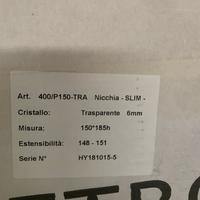 Art. 400/P150-TRA Nicchia - SLIM -
Cristallo: Trasparente 6mm
Misura: 150*185h
Estensibilità: 148 - 151
Serie N° HY181015-5